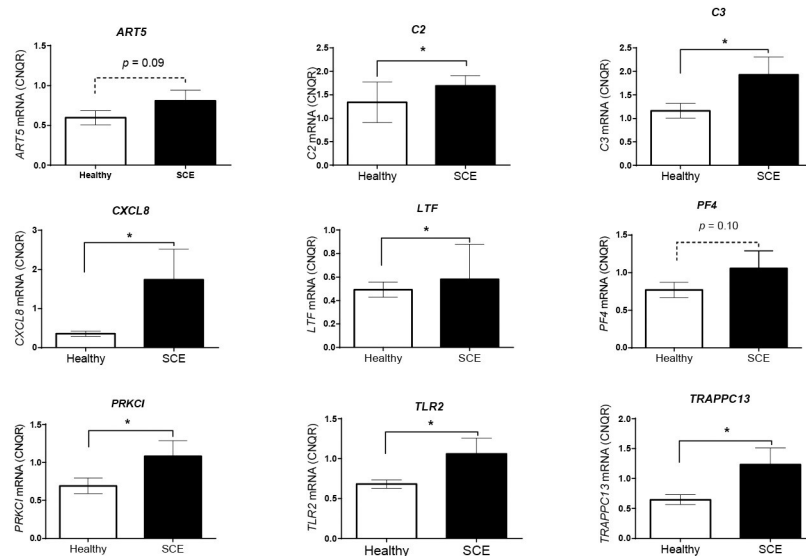 ART5
p = 0.09
ART5 mRNA (CNQR)
1.5
1.0
0.5
0.0
Healthy
SCE
C2
*
C2 mRNA (CNQR)
2.5
2.0
1.5
1.0
0.5
0.0
Healthy
SCE
C3
*
C3 mRNA (CNQR)
2.5
2.0
1.5
1.0
0.5
0.0
Healthy
SCE
CXCL8
*
CXCL8 mRNA (CNQR)
3
2
1
0
Healthy
SCE
LTF
*
LTF mRNA (CNQR)
1.0
0.8
0.6
0.4
0.2
0.0
Healthy
SCE
PF4
p = 0.10
PF4 mRNA (CNQR)
1.5
1.0
0.5
0.0
Healthy
SCE
PRKCI
*
PRKCI mRNA (CNQR)
1.5
1.0
0.5
0.0
Healthy
SCE
TLR2
*
TLR2 mRNA (CNQR)
1.5
1.0
0.5
0.0
Healthy
SCE
TRAPPC13
*
TRAPPC13 mRNA (CNQR)
2.0
1.5
1.0
0.5
0.0
Healthy
SCE